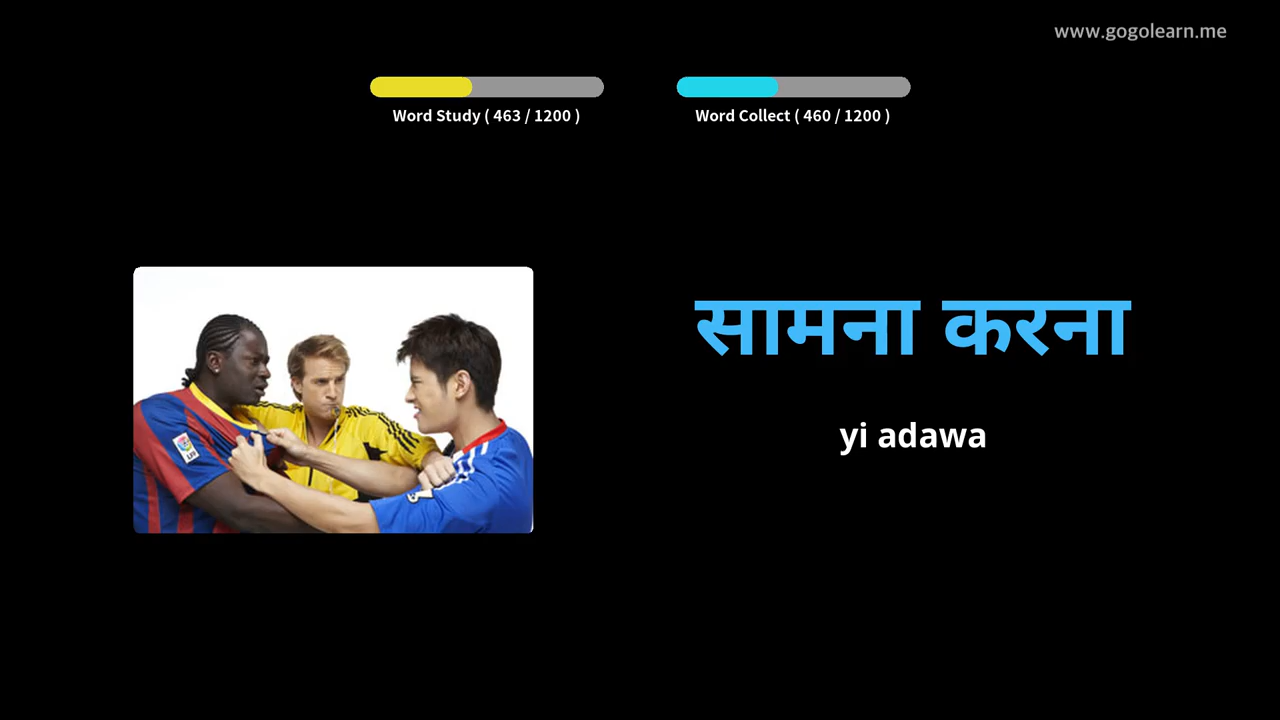 www.gogolearn.me
Word Study ( 463 / 1200 )
Word Collect ( 460 / 1200 )
सामना करना
yi adawa